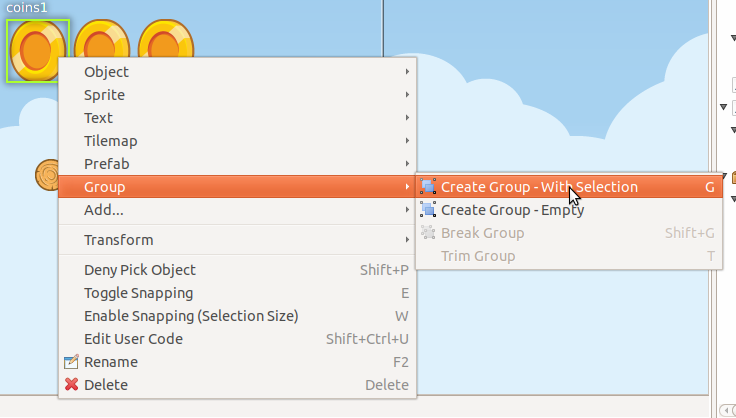 coins1
Object
Sprite
Text
Tilemap
Prefab
Group
Create Group - With Selection G
Add...
Create Group - Empty
Break Group Shift+G
Transform
Trim Group T
Deny Pick Object Shift+P
Toggle Snapping E
Enable Snapping (Selection Size) W
Edit User Code Shift+Ctrl+U
Rename F2
Delete Delete